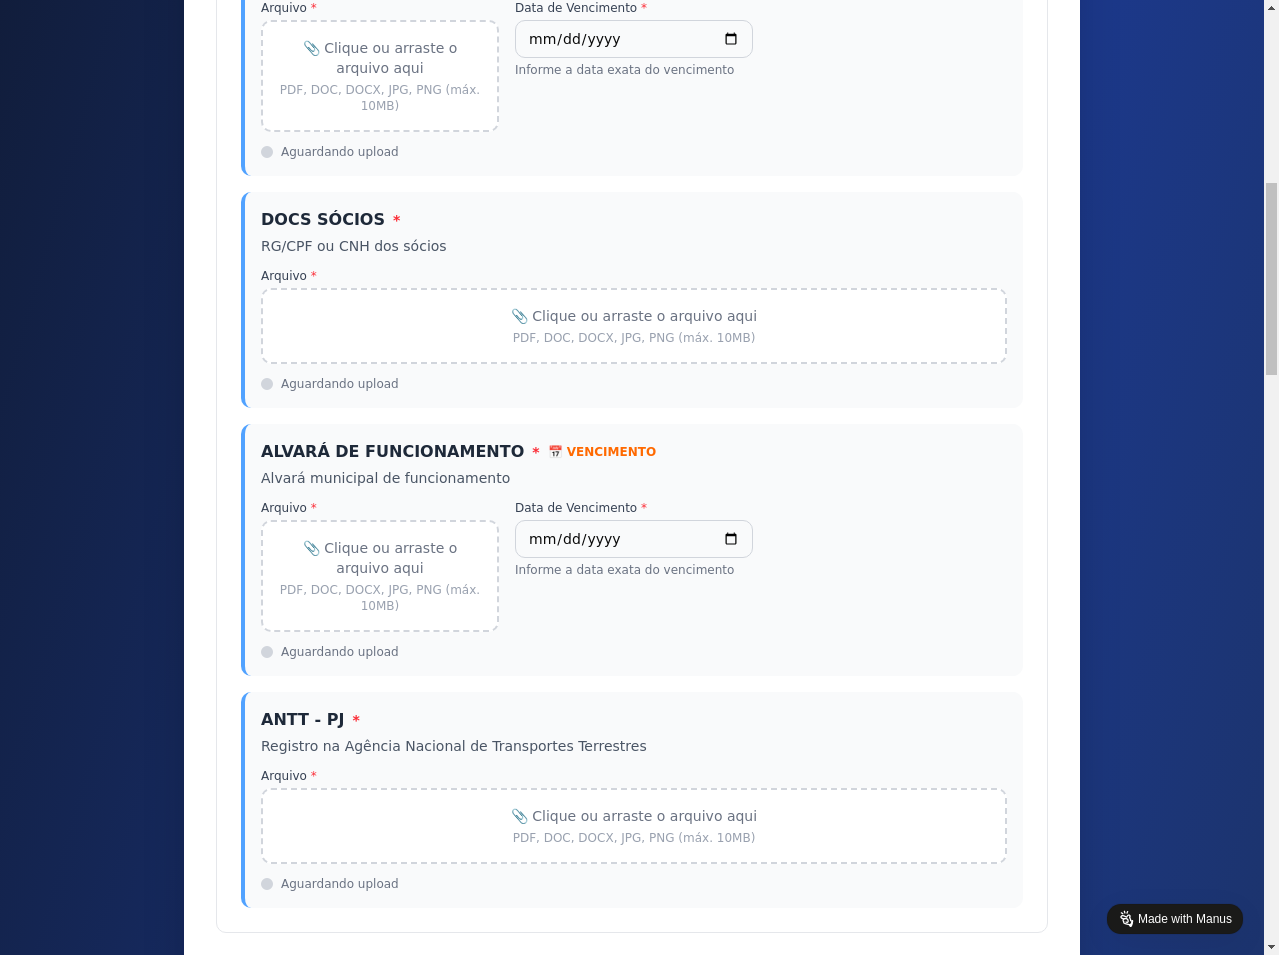 Arquivo *
Data de Vencimento *
📎 Clique ou arraste o
arquivo aqui
PDF, DOC, DOCX, JPG, PNG (máx.
10MB)
mm/dd/yyyy
Informe a data exata do vencimento
Aguardando upload
DOCS SÓCIOS *
RG/CPF ou CNH dos sócios
Arquivo *
📎 Clique ou arraste o arquivo aqui
PDF, DOC, DOCX, JPG, PNG (máx. 10MB)
Aguardando upload
ALVARÁ DE FUNCIONAMENTO * 📅 VENCIMENTO
Alvará municipal de funcionamento
Arquivo *
Data de Vencimento *
📎 Clique ou arraste o
arquivo aqui
PDF, DOC, DOCX, JPG, PNG (máx.
10MB)
mm/dd/yyyy
Informe a data exata do vencimento
Aguardando upload
ANTT - PJ *
Registro na Agência Nacional de Transportes Terrestres
Arquivo *
📎 Clique ou arraste o arquivo aqui
PDF, DOC, DOCX, JPG, PNG (máx. 10MB)
Aguardando upload
Made with Manus